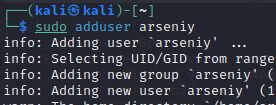 ┌──(kali㉿kali)-[~]
└─$ sudo adduser arseniy
info: Adding user `arseniy' ...
info: Selecting UID/GID from range
info: Adding new group `arseniy' (
info: Adding new user `arseniy' (1